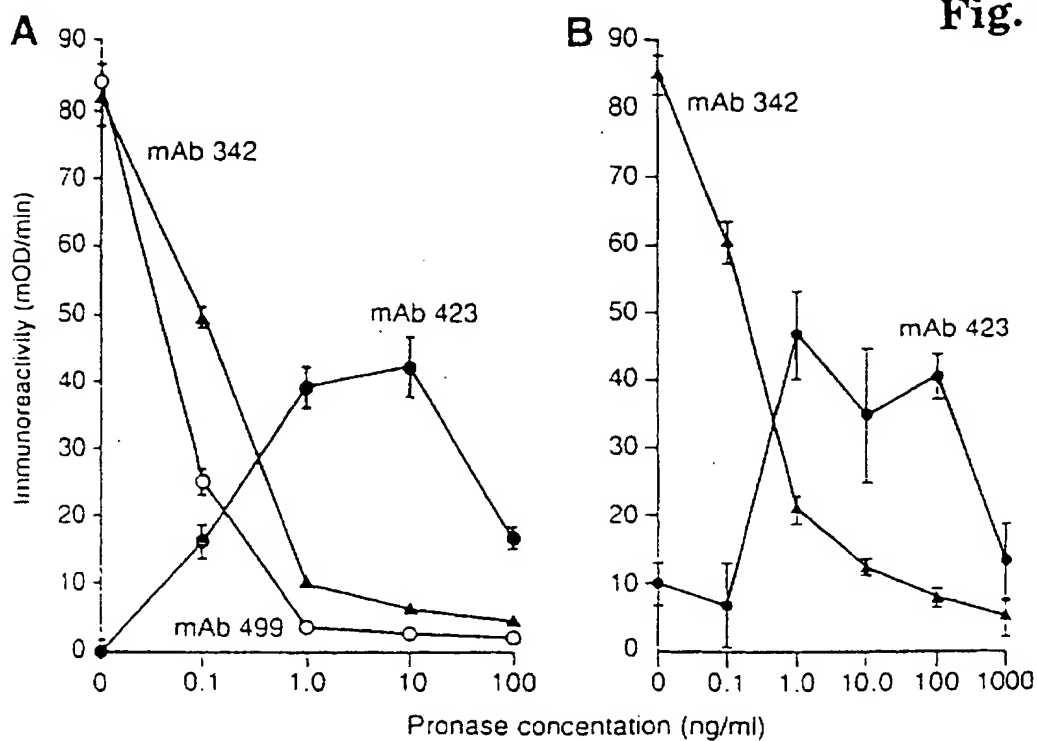 Fig.
A
B
Immunoreactivity (mOD/min)
90
80
70
60
50
40
30
20
10
0
mAb 342
mAb 423
mAb 499
0 0.1 1.0 10 100
90
80
70
60
50
40
30
20
10
0
mAb 342
mAb 423
0 0.1 1.0 10.0 100 1000
Pronase concentration (ng/ml)